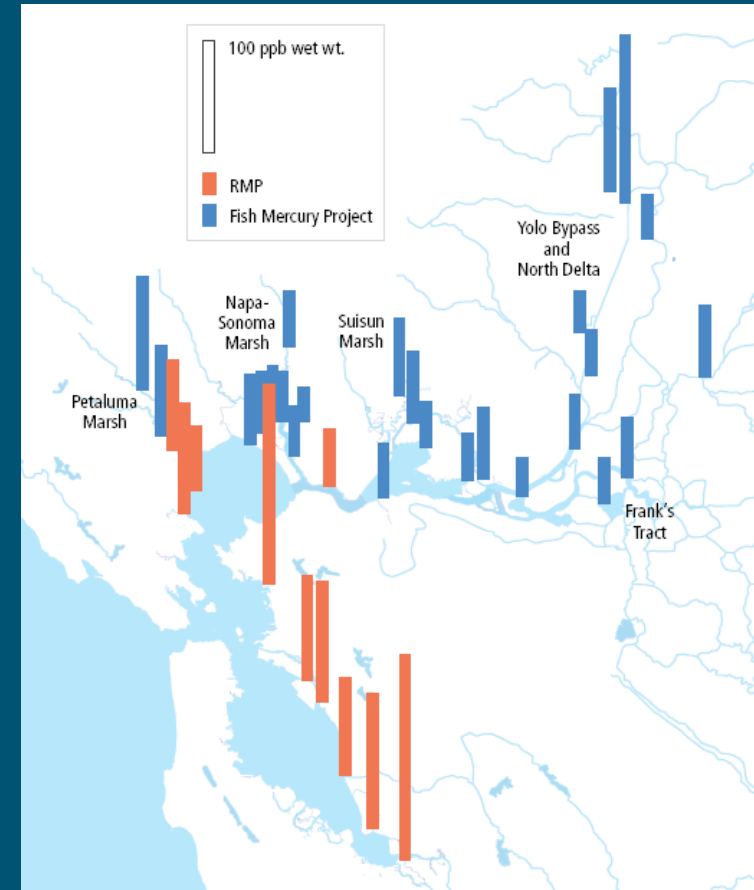 100 ppb wet wt.
RMP
Fish Mercury Project
Yolo Bypass
and
North Delta
Napa-
Sonoma
Marsh
Suisun
Marsh
Petaluma
Marsh
Frank's
Tract